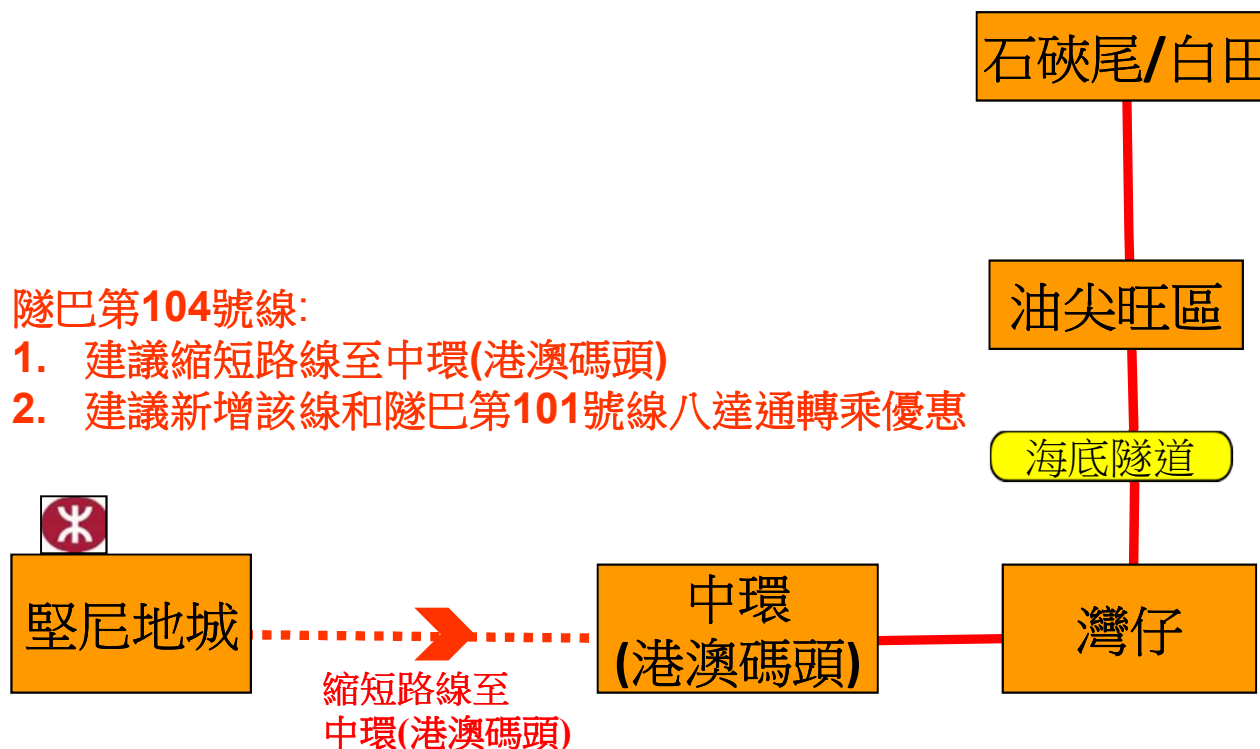 石硤尾/白田
油尖旺區
隧巴第104號線:
1. 建議縮短路線至中環(港澳碼頭)
2. 建議新增該線和隧巴第101號線八達通轉乘優惠
海底隧道
堅尼地城
中環
(港澳碼頭)
灣仔
縮短路線至
中環(港澳碼頭)